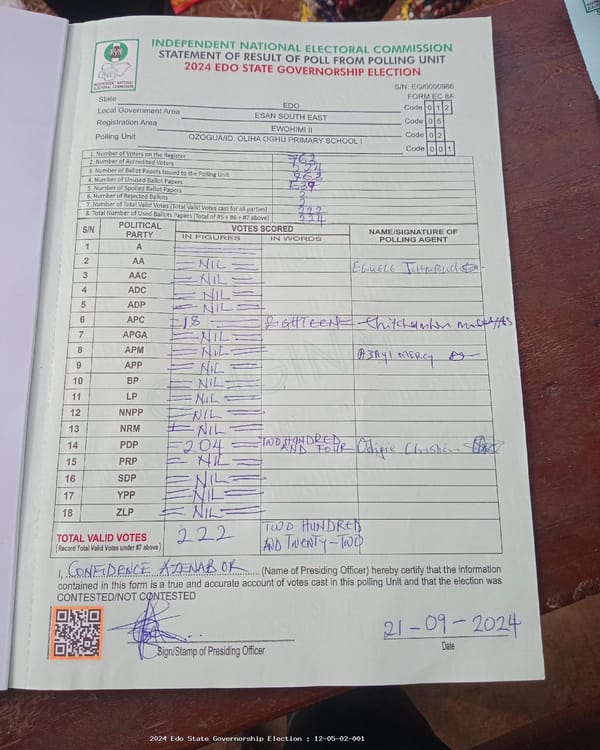 INDEPENDENT NATIONAL ELECTORAL COMMISSION
STATEMENT OF RESULT OF POLL FROM POLLING UNIT
2024 EDO STATE GOVERNORSHIP ELECTION
INDEPENDENT NATIONAL ELECTORAL COMMISSION
S/N: EG/0000986
FORM EC 8A
State EDO Code 0 1 2
Local Government Area ESAN SOUTH EAST Code 0 5
Registration Area EWOHIMI II Code 0 2
Polling Unit OZOGUA/ID. OLIHA OGHU PRIMARY SCHOOL I Code 0 0 1
1. Number of Voters on the Register 763
2. Number of Accredited Voters 224
3. Number of Ballot Papers Issued to the Polling Unit 763
4. Number of Unused Ballot Papers 539
5. Number of Spoiled Ballot Papers
6. Number of Rejected Ballots 2
7. Number of Total Valid Votes (Total Valid Votes cast for all parties) 222
8. Total Number of Used Ballots Papers (Total of #5 + #6 + #7 above) 224
S/N POLITICAL PARTY VOTES SCORED NAME/SIGNATURE OF POLLING AGENT
IN FIGURES IN WORDS
1 A
2 AA NIL EGUELE
3 AAC NIL
4 ADC NIL
5 ADP NIL
6 APC 18 EIGHTEEN
7 APGA NIL
8 APM NIL AJAYI MERCY
9 APP NIL
10 BP NIL
11 LP NIL
12 NNPP NIL
13 NRM NIL
14 PDP 204 TWO HUNDRED AND FOUR Odigie Christian
15 PRP NIL
16 SDP NIL
17 YPP NIL
18 ZLP NIL
TOTAL VALID VOTES 222 TWO HUNDRED
(Record Total Valid Votes under #7 above) AND TWENTY-TWO
I, CONFIDENCE AZENABOR (Name of Presiding Officer) hereby certify that the information
contained in this form is a true and accurate account of votes cast in this polling Unit and that the election was
CONTESTED/NOT CONTESTED
21-09-2024
Sign/Stamp of Presiding Officer Date
2024 Edo State Governorship Election : 12-05-02-001